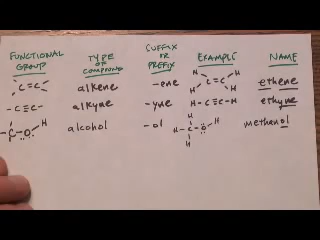 FUNCTIONAL GROUP TYPE OF COMPOUND SUFFIX OR PREFIX EXAMPLE NAME
C=C alkene -ene H H C=C H H ethene
-C≡C- alkyne -yne H-C≡C-H ethyne
-C-O-H alcohol -ol H H-C-O-H H methanol